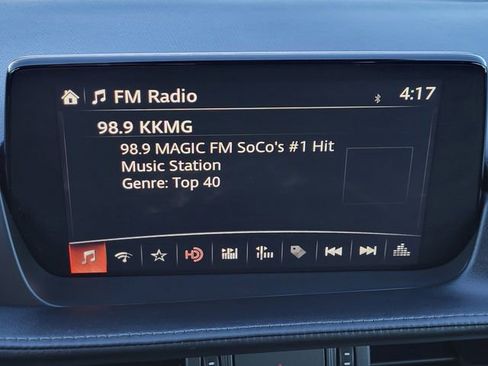 FM Radio 4:17
98.9 KKMG
98.9 MAGIC FM SoCo's #1 Hit
Music Station
Genre: Top 40
HD